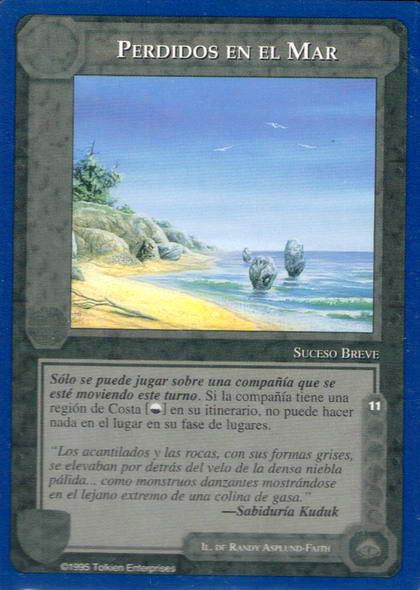 Perdidos en el Mar
Suceso Breve
Sólo se puede jugar sobre una compañía que se
esté moviendo este turno. Si la compañía tiene una
región de Costa [] en su itinerario, no puede hacer
nada en el lugar en su fase de lugares.
11
"Los acantilados y las rocas, con sus formas grises,
se elevaban por detrás del velo de la densa niebla
pálida... como monstruos danzantes mostrándose
en el lejano extremo de una colina de gasa."
—Sabiduría Kuduk
Il. de Randy Asplund-Faith
©1995 Tolkien Enterprises